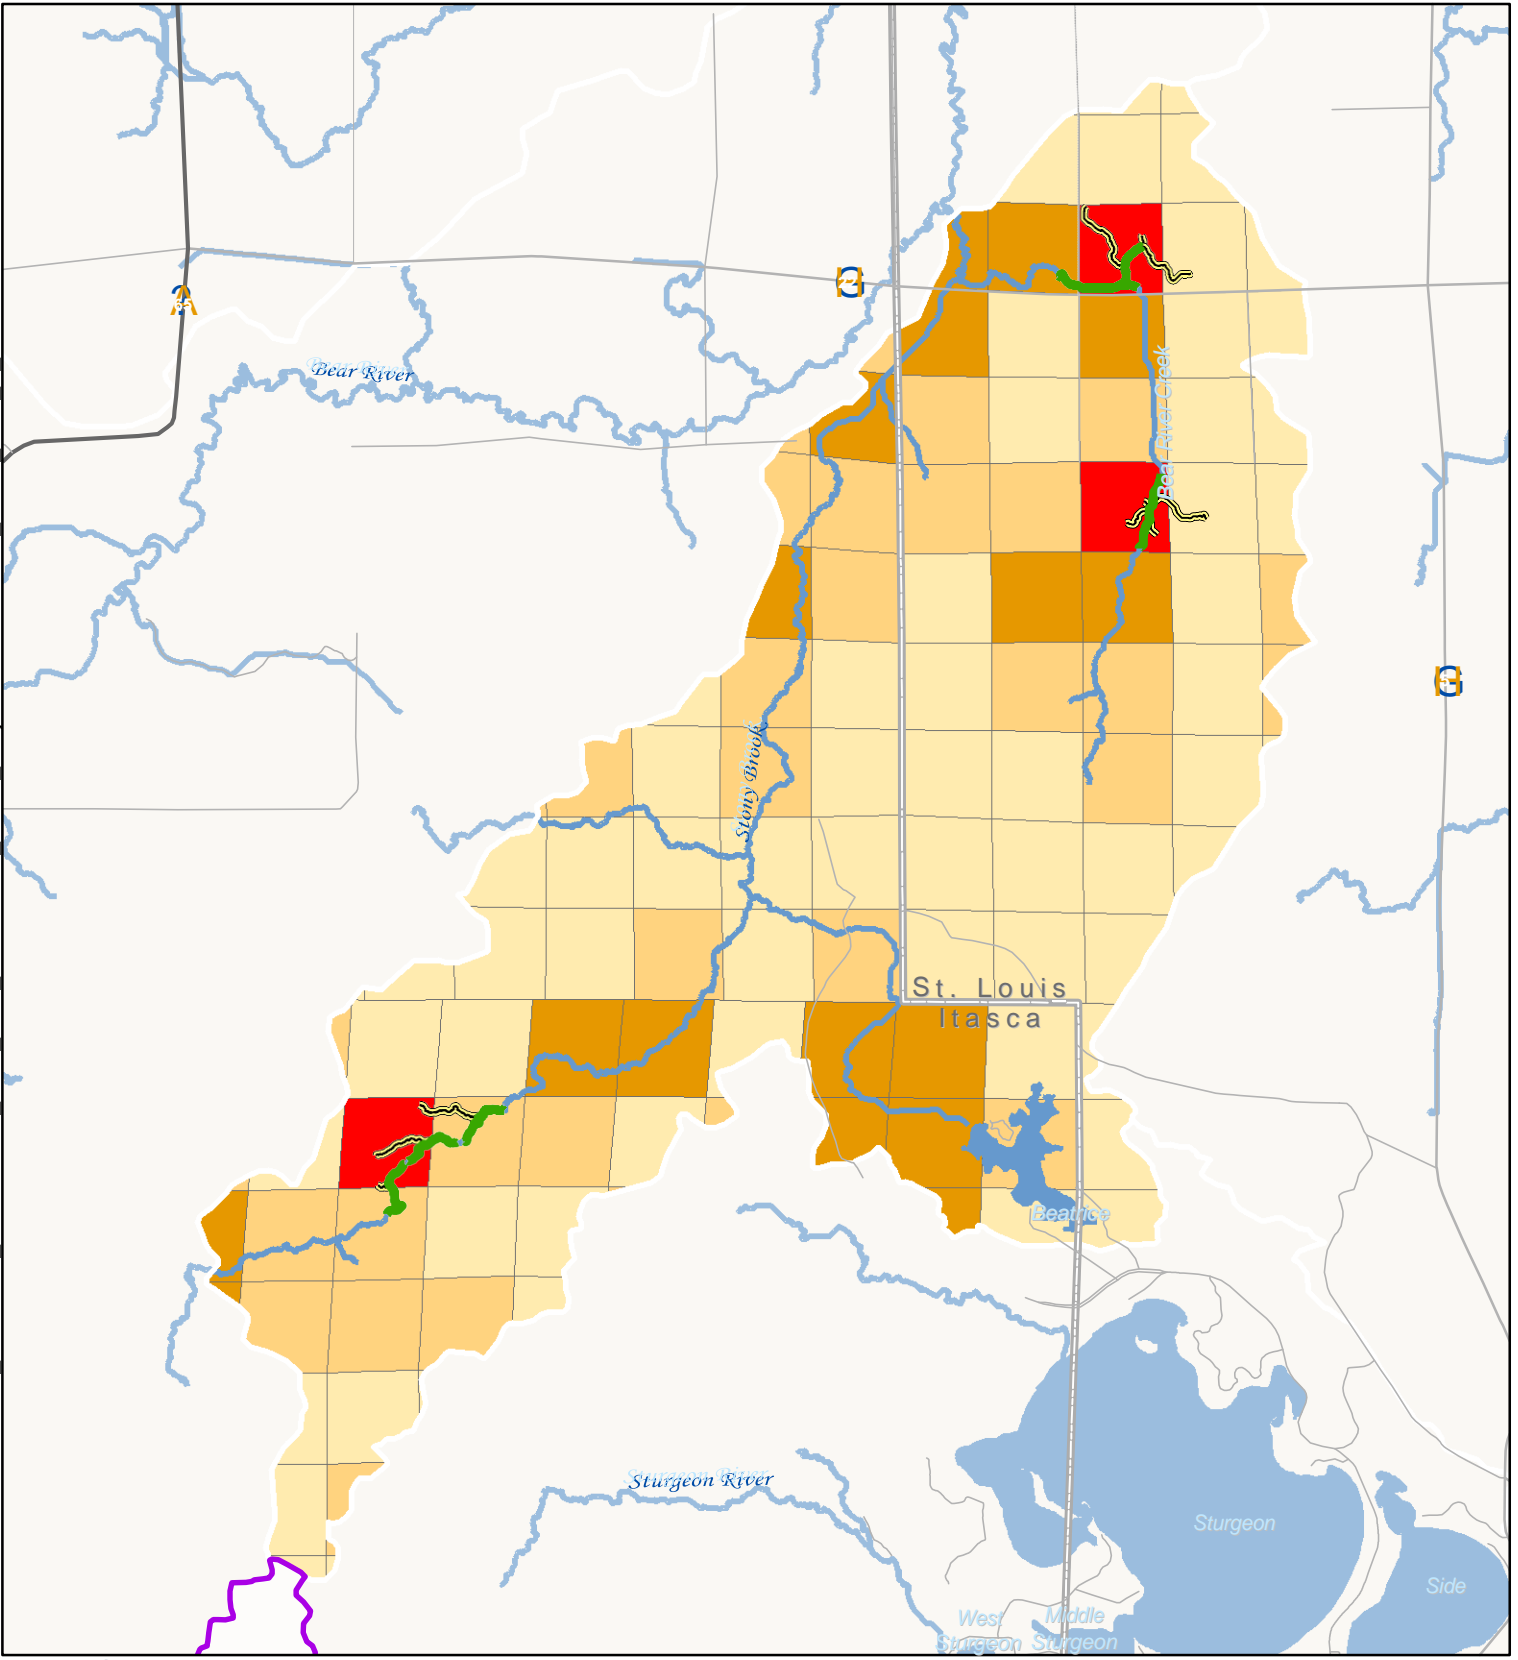 Bear River
Bear River Creek
Stony Brook
St. Louis
Itasca
Beatrice
Sturgeon River
Sturgeon
Side
West
Sturgeon
Middle
Sturgeon